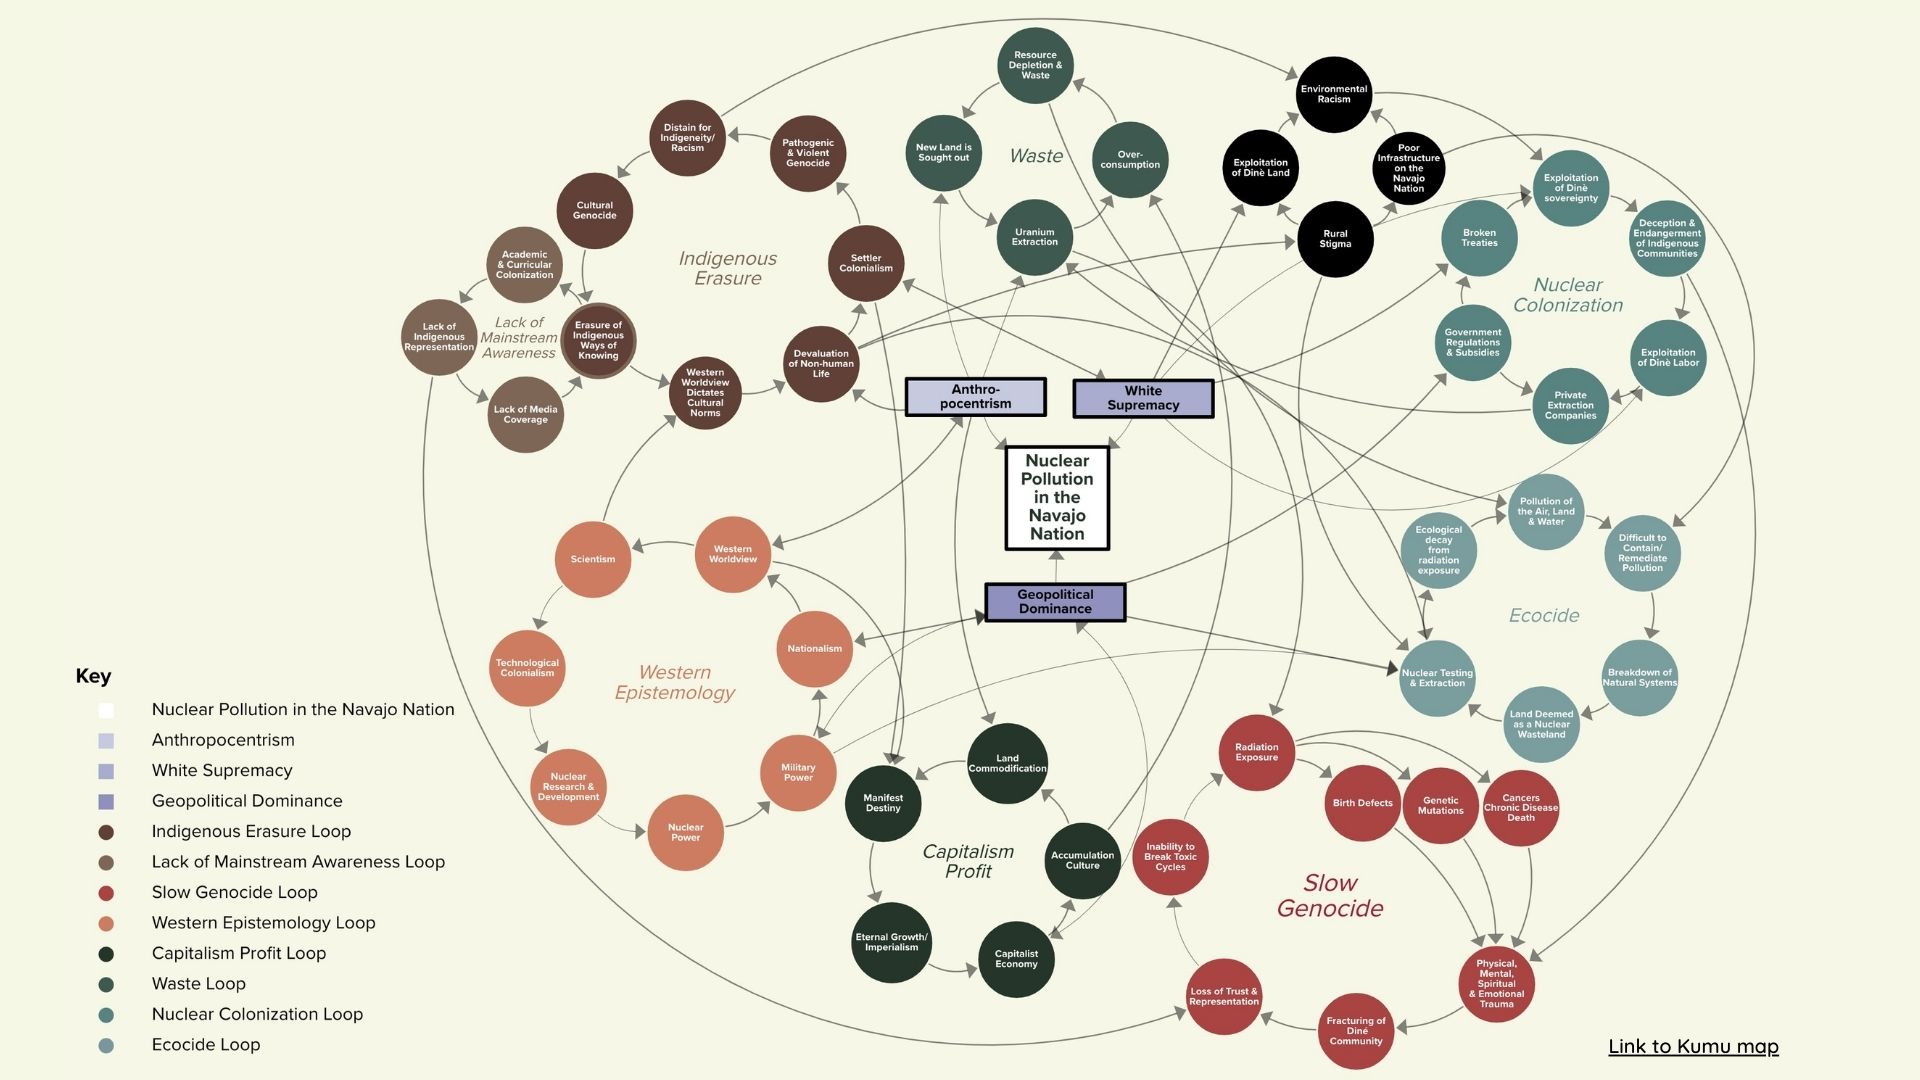 Resource
Depletion &
Waste
New Land is
Sought out
Waste
Over-
consumption
Uranium
Extraction
Environmental
Racism
Exploitation
of Dinè Land
Poor
Infrastructure
on the
Navajo
Nation
Rural
Stigma
Distain for
Indigeneity/
Racism
Pathogenic
& Violent
Genocide
Cultural
Genocide
Settler
Colonialism
Indigenous
Erasure
Academic
& Curricular
Colonization
Lack of
Indigenous
Representation
Lack of
Mainstream
Awareness
Erasure of
Indigenous
Ways of
Knowing
Lack of Media
Coverage
Western
Worldview
Dictates
Cultural
Norms
Devaluation
of Non-human
Life
Exploitation
of Dinè
sovereignty
Broken
Treaties
Deception &
Endangerment
of Indigenous
Communities
Nuclear
Colonization
Government
Regulations
& Subsidies
Exploitation
of Dinè Labor
Private
Extraction
Companies
Anthro-
pocentrism
White
Supremacy
Nuclear
Pollution
in the
Navajo
Nation
Geopolitical
Dominance
Scientism
Western
Worldview
Technological
Colonialism
Western
Epistemology
Nationalism
Nuclear
Research &
Development
Military
Power
Nuclear
Power
Pollution of
the Air, Land
& Water
Ecological
decay
from
radiation
exposure
Difficult to
Contain/
Remediate
Pollution
Ecocide
Nuclear Testing
& Extraction
Breakdown of
Natural Systems
Land Deemed
as a Nuclear
Wasteland
Land
Commodification
Manifest
Destiny
Capitalism
Profit
Accumulation
Culture
Eternal Growth/
Imperialism
Capitalist
Economy
Radiation
Exposure
Birth Defects
Genetic
Mutations
Cancers
Chronic Disease
Death
Inability to
Break Toxic
Cycles
Slow
Genocide
Loss of Trust &
Representation
Fracturing of
Diné
Community
Physical,
Mental,
Spiritual
& Emotional
Trauma
Key
Nuclear Pollution in the Navajo Nation
Anthropocentrism
White Supremacy
Geopolitical Dominance
Indigenous Erasure Loop
Lack of Mainstream Awareness Loop
Slow Genocide Loop
Western Epistemology Loop
Capitalism Profit Loop
Waste Loop
Nuclear Colonization Loop
Ecocide Loop
Link to Kumu map